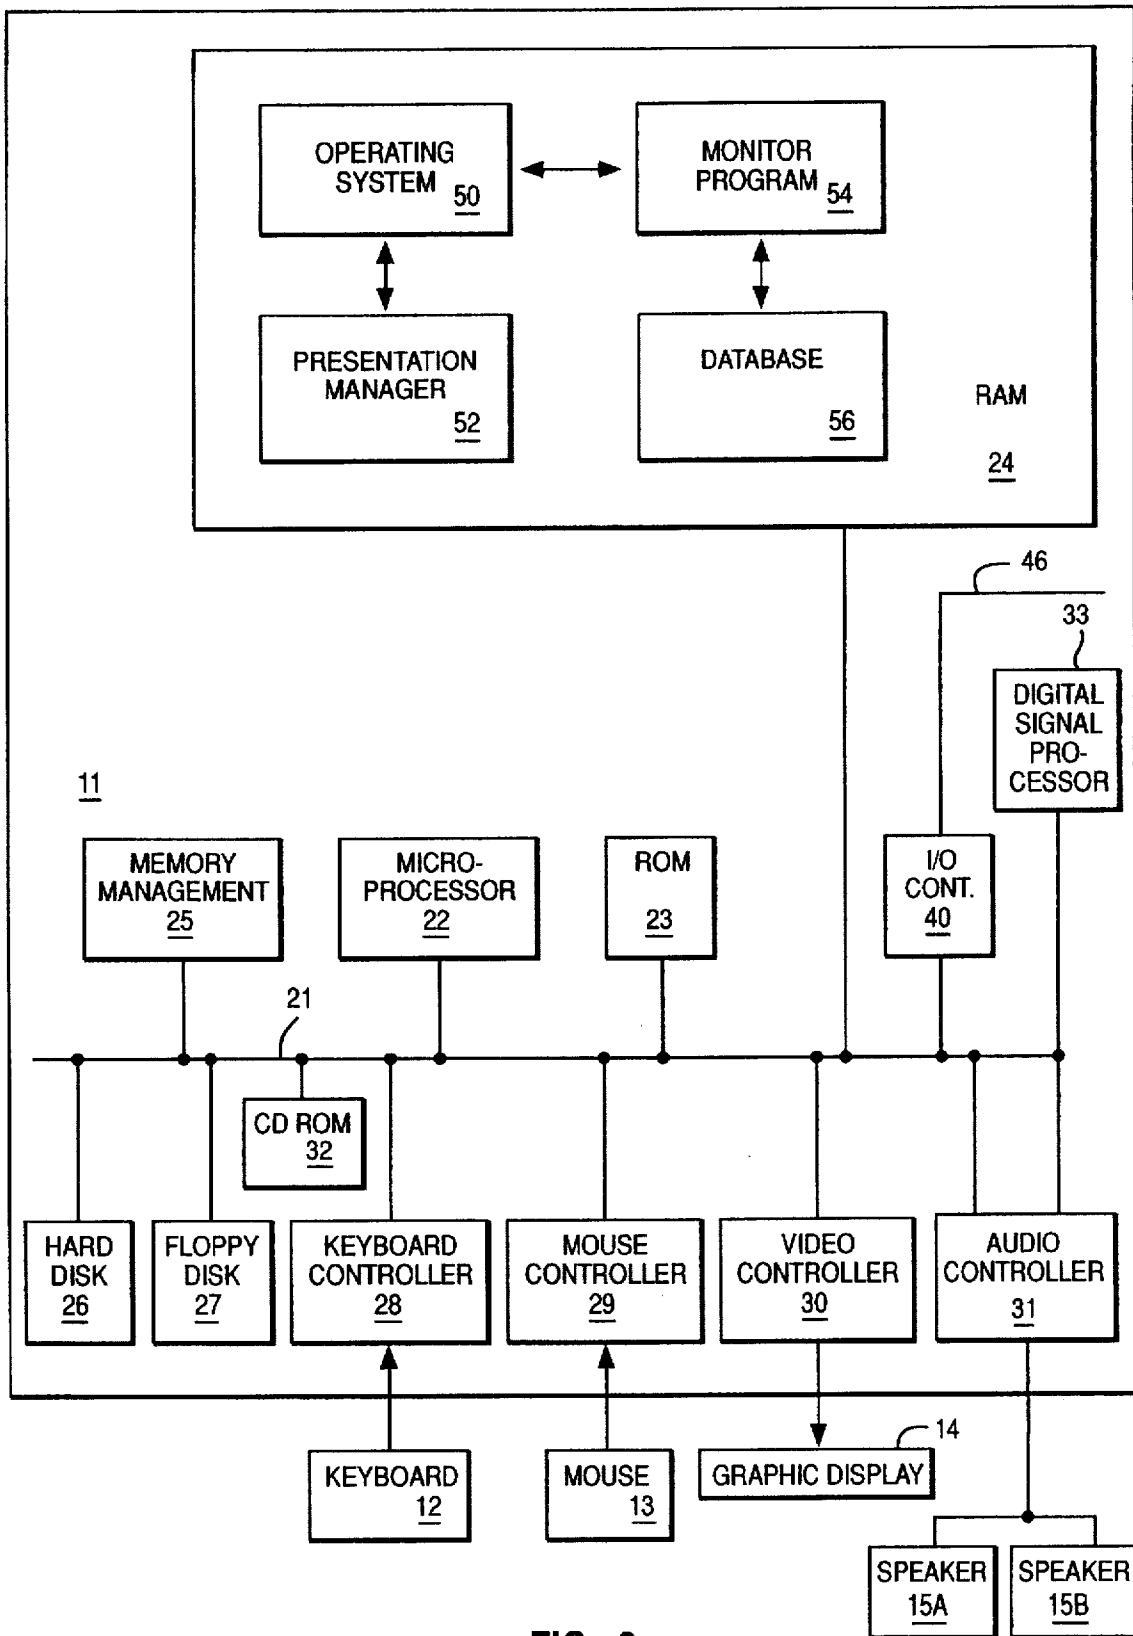 OPERATING
SYSTEM
50
MONITOR
PROGRAM
54
PRESENTATION
MANAGER
52
DATABASE
56
RAM
24
46
33
DIGITAL
SIGNAL
PRO-
CESSOR
11
MEMORY
MANAGEMENT
25
MICRO-
PROCESSOR
22
ROM
23
I/O
CONT.
40
21
CD ROM
32
HARD
DISK
26
FLOPPY
DISK
27
KEYBOARD
CONTROLLER
28
MOUSE
CONTROLLER
29
VIDEO
CONTROLLER
30
AUDIO
CONTROLLER
31
KEYBOARD
12
MOUSE
13
14
GRAPHIC DISPLAY
SPEAKER
15A
SPEAKER
15B